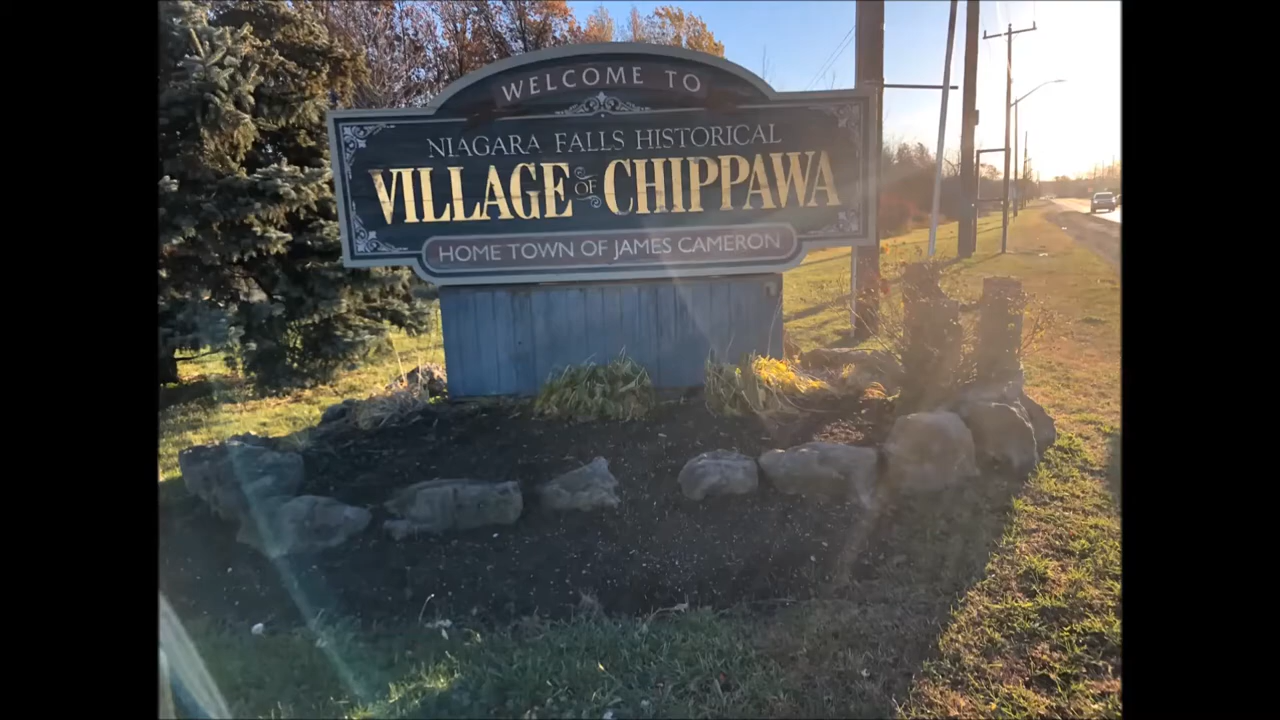 WELCOME TO
NIAGARA FALLS HISTORICAL
VILLAGE OF CHIPPAWA
HOME TOWN OF JAMES CAMERON